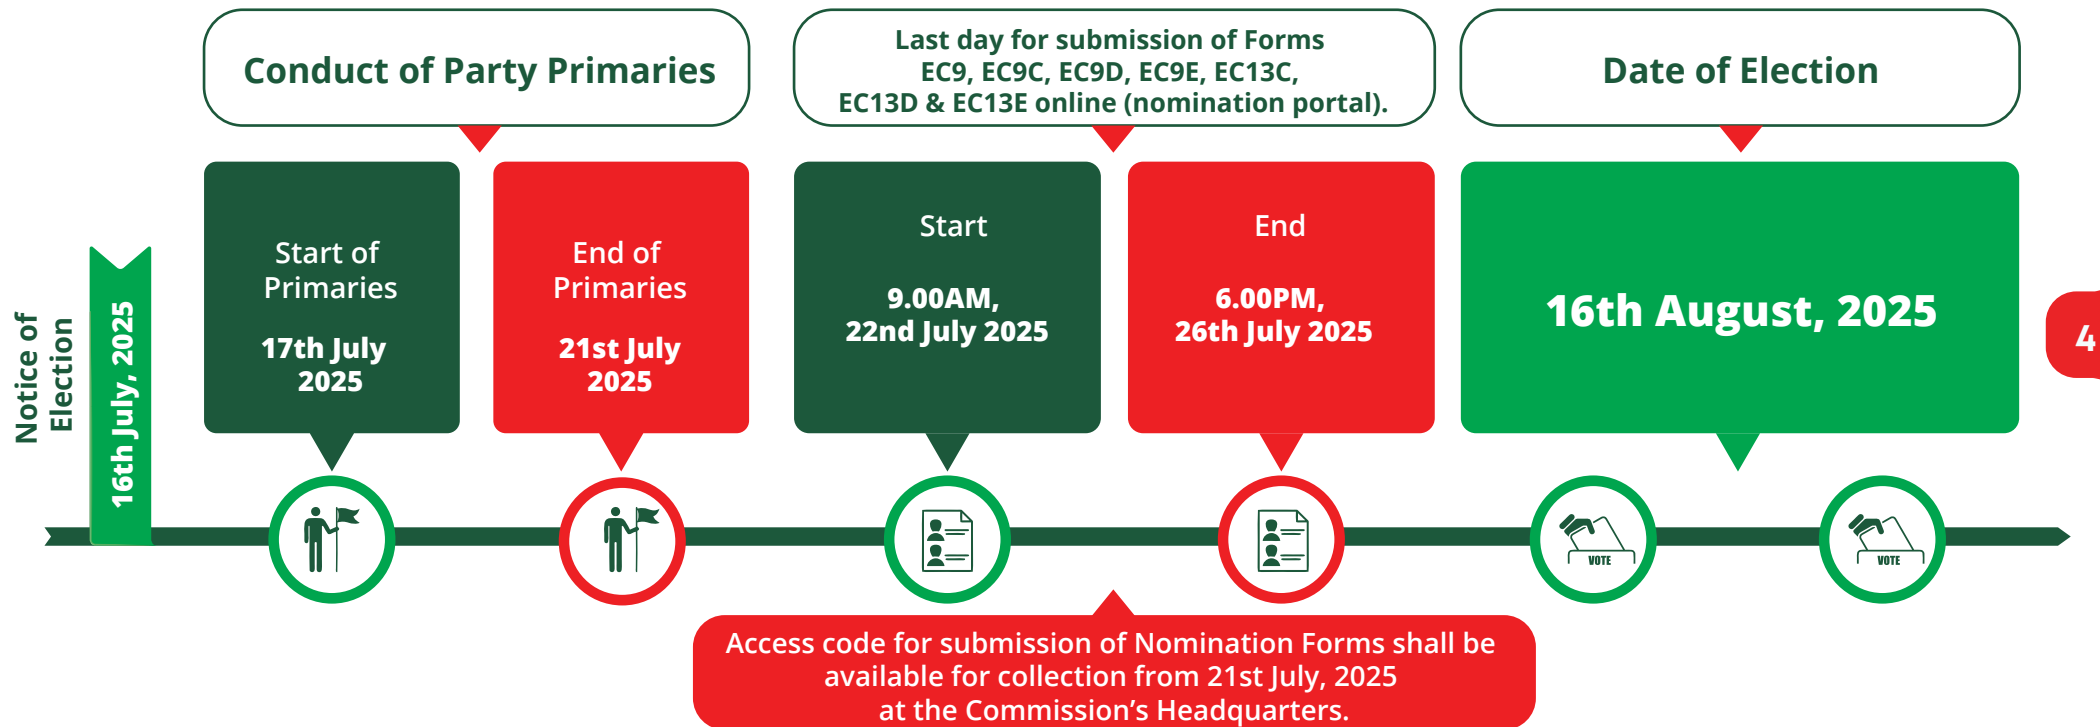 Conduct of Party Primaries
Last day for submission of Forms
EC9, EC9C, EC9D, EC9E, EC13C,
EC13D & EC13E online (nomination portal).
Date of Election
Notice of
Election
16th July, 2025
Start of
Primaries
17th July
2025
End of
Primaries
21st July
2025
Start
9.00AM,
22nd July 2025
End
6.00PM,
26th July 2025
16th August, 2025
4
VOTE
VOTE
Access code for submission of Nomination Forms shall be
available for collection from 21st July, 2025
at the Commission’s Headquarters.